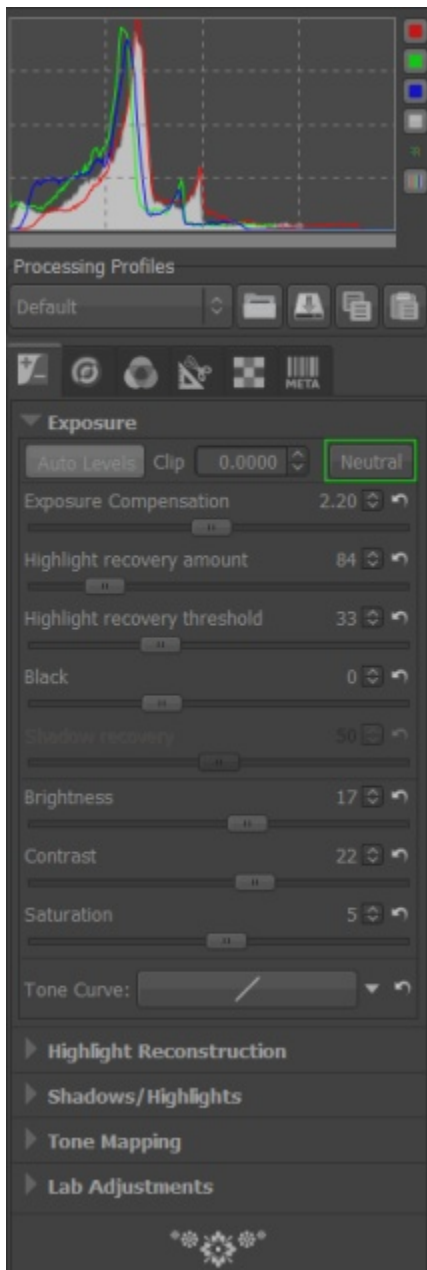 Processing Profiles
Default
META
Exposure
Auto Levels Clip 0.0000 Neutral
Exposure Compensation 2.20
Highlight recovery amount 84
Highlight recovery threshold 33
Black 0
Shadow recovery 50
Brightness 17
Contrast 22
Saturation 5
Tone Curve:
Highlight Reconstruction
Shadows/Highlights
Tone Mapping
Lab Adjustments